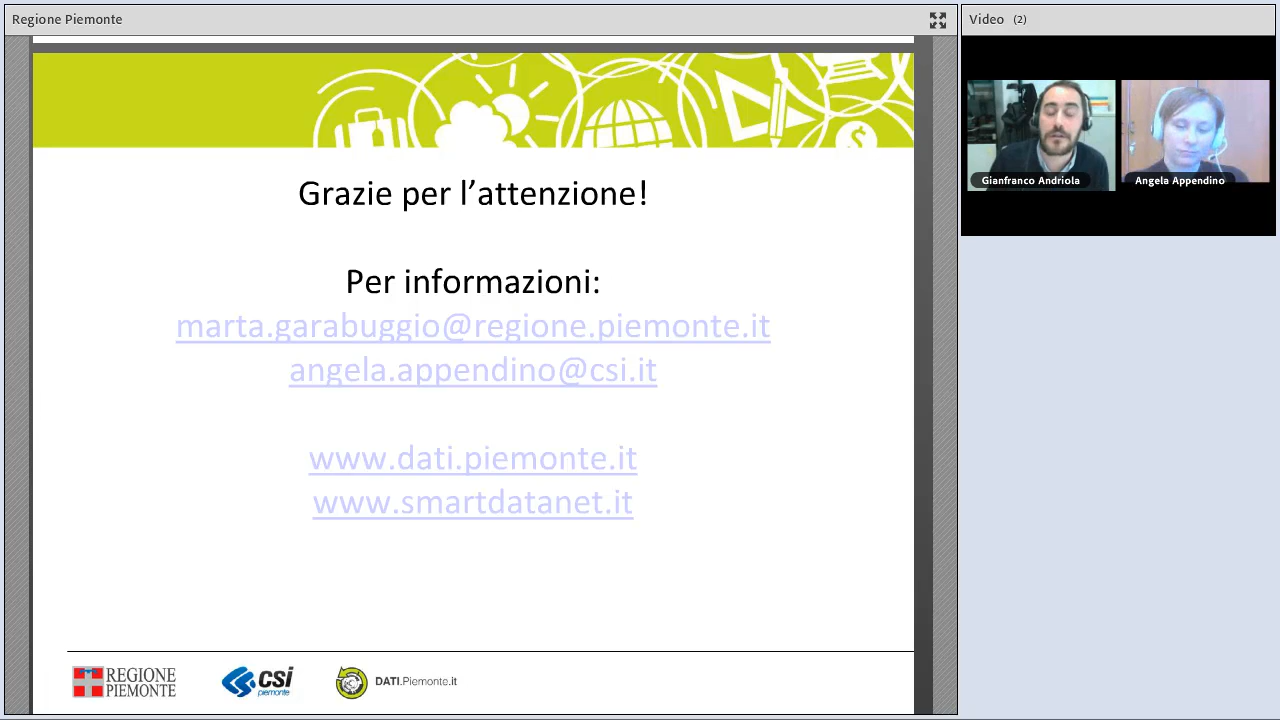 Regione Piemonte
Video (2)
Gianfranco Andriola
Angela Appendino
Grazie per l’attenzione!
Per informazioni:
marta.garabuggio@regione.piemonte.it
angela.appendino@csi.it
www.dati.piemonte.it
www.smartdatanet.it
REGIONE
PIEMONTE
csi
piemonte
DATI.Piemonte.it